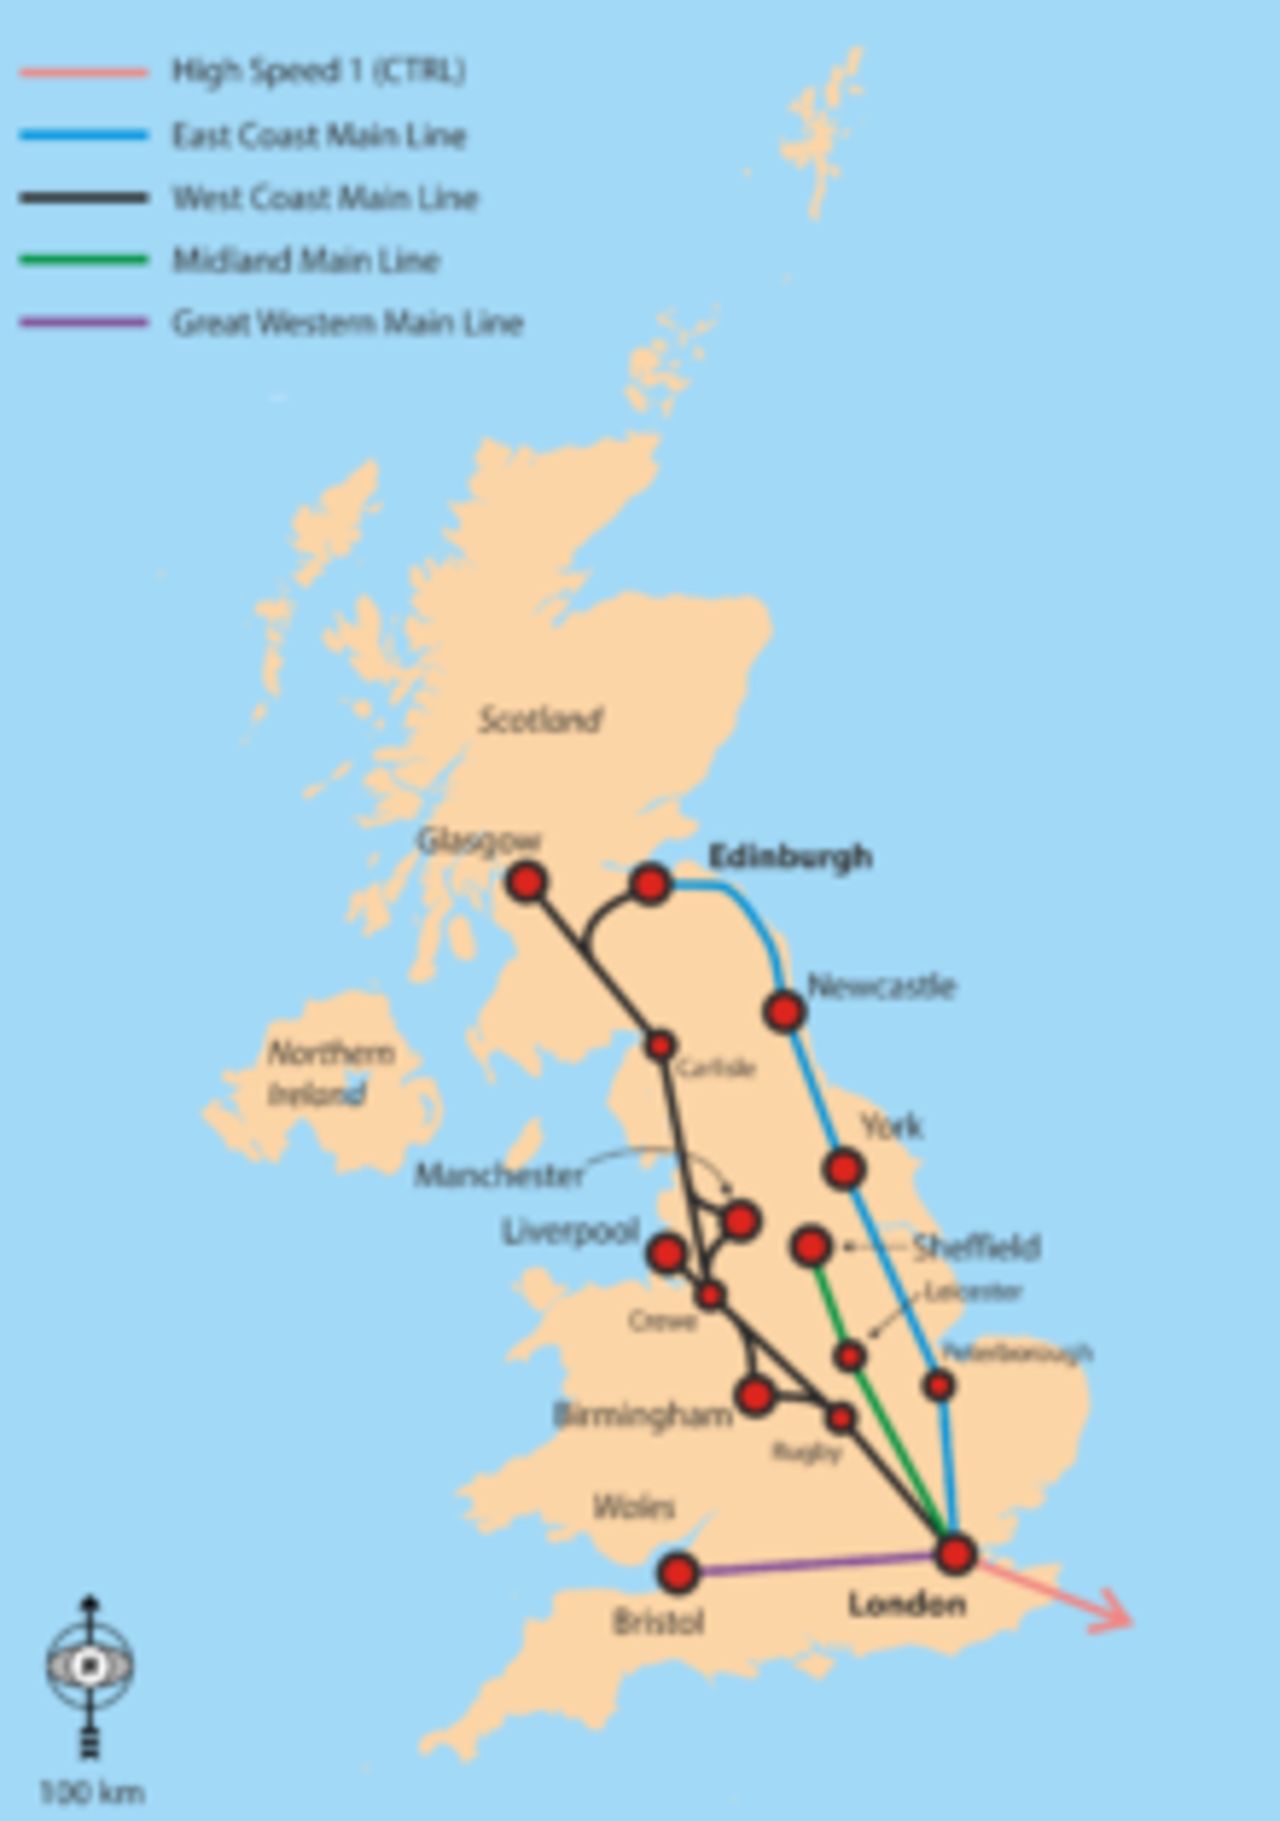 High Speed 1 (CTRL)
East Coast Main Line
West Coast Main Line
Midland Main Line
Great Western Main Line
Scotland
Glasgow
Edinburgh
Newcastle
Northern
Ireland
Carlisle
York
Manchester
Liverpool
Sheffield
Leicester
Crewe
Peterborough
Birmingham
Rugby
Wales
London
Bristol
100 km